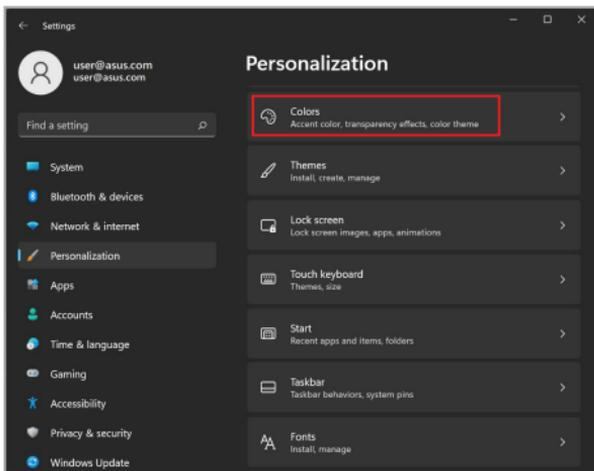 Settings
user@asus.com
user@asus.com
Find a setting
System
Bluetooth & devices
Network & internet
Personalization
Apps
Accounts
Time & language
Gaming
Accessibility
Privacy & security
Windows Update
Personalization
Colors
Accent color, transparency effects, color theme
Themes
Install, create, manage
Lock screen
Lock screen images, apps, animations
Touch keyboard
Themes, size
Start
Recent apps and items, folders
Taskbar
Taskbar behaviors, system pins
Fonts
Install, manage